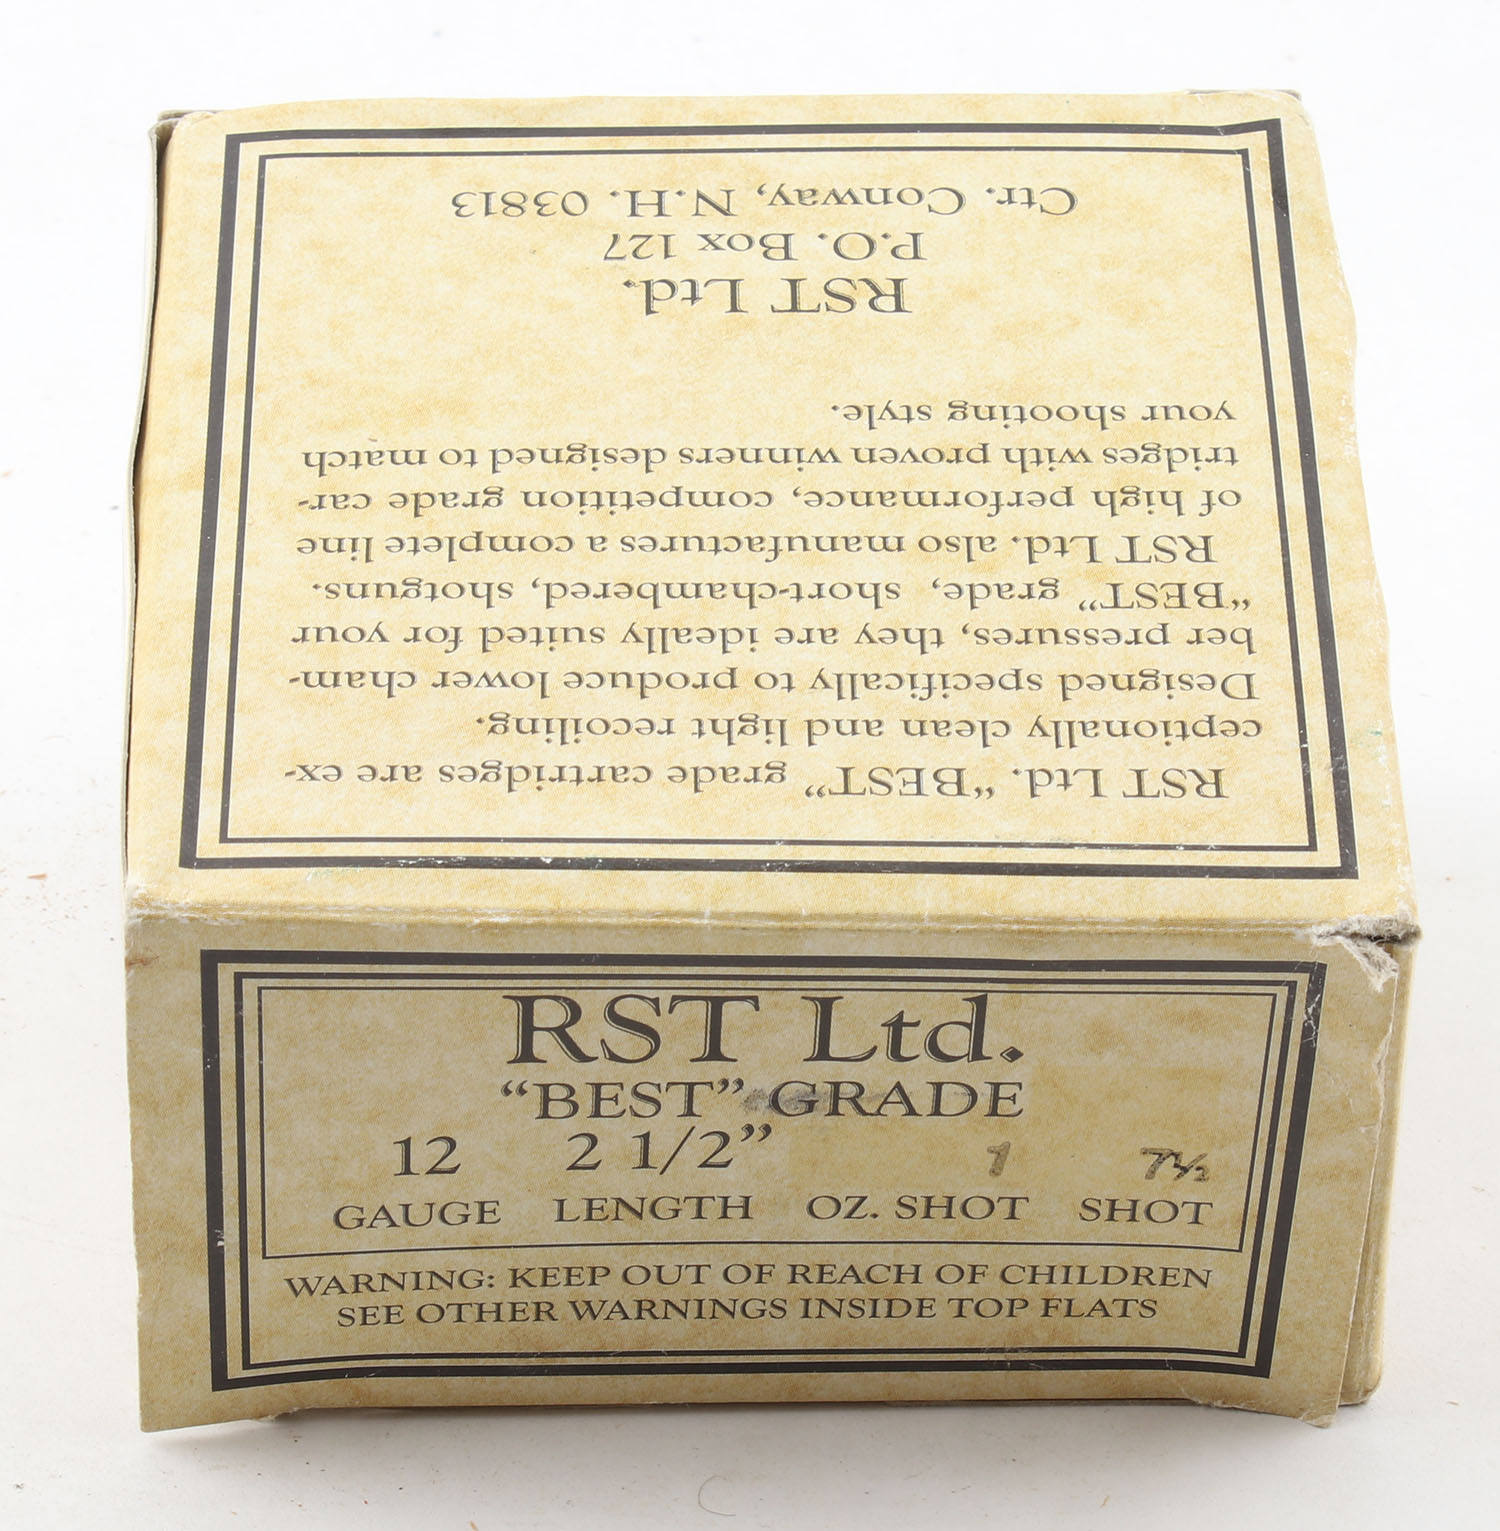 RST Ltd. “BEST” grade cartridges are ex-
ceptionally clean and light recoiling.
Designed specifically to produce lower cham-
ber pressures, they are ideally suited for your
“BEST” grade, short-chambered, shotguns.
RST Ltd. also manufactures a complete line
of high performance, competition grade car-
tridges with proven winners designed to match
your shooting style.
RST Ltd.
P.O. Box 127
Ctr. Conway, N.H. 03813
RST Ltd.
“BEST” GRADE
12 2 1/2” 1 7½
GAUGE LENGTH OZ. SHOT SHOT
WARNING: KEEP OUT OF REACH OF CHILDREN
SEE OTHER WARNINGS INSIDE TOP FLATS